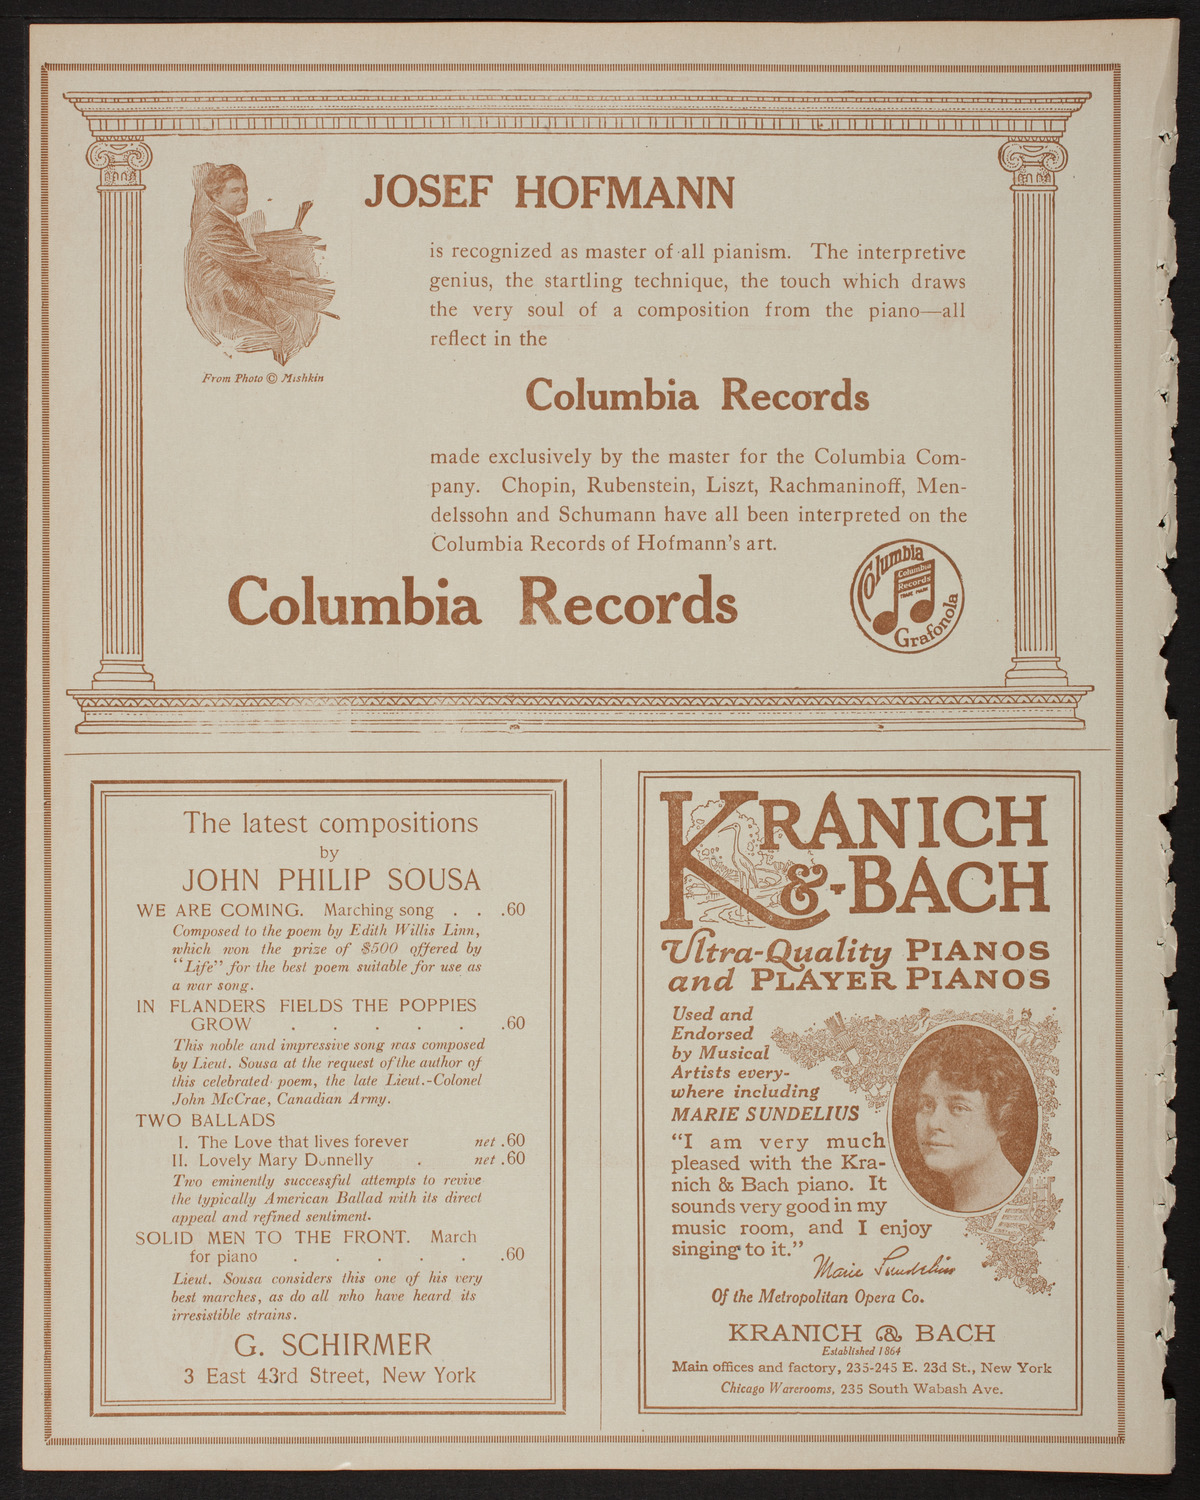 JOSEF HOFMANN
is recognized as master of all pianism. The interpretive
genius, the startling technique, the touch which draws
the very soul of a composition from the piano—all
reflect in the
From Photo © Mishkin
Columbia Records
made exclusively by the master for the Columbia Com-
pany. Chopin, Rubenstein, Liszt, Rachmaninoff, Men-
delssohn and Schumann have all been interpreted on the
Columbia Records of Hofmann's art.
Columbia Records
Columbia
Columbia
Records
TRADE MARK
Grafonola
The latest compositions
by
JOHN PHILIP SOUSA
WE ARE COMING. Marching song . . .60
Composed to the poem by Edith Willis Linn,
which won the prize of $500 offered by
"Life" for the best poem suitable for use as
a war song.
IN FLANDERS FIELDS THE POPPIES
GROW . . . . . .60
This noble and impressive song was composed
by Lieut. Sousa at the request of the author of
this celebrated poem, the late Lieut.-Colonel
John McCrae, Canadian Army.
TWO BALLADS
I. The Love that lives forever net .60
II. Lovely Mary Donnelly . net .60
Two eminently successful attempts to revive
the typically American Ballad with its direct
appeal and refined sentiment.
SOLID MEN TO THE FRONT. March
for piano . . . . . .60
Lieut. Sousa considers this one of his very
best marches, as do all who have heard its
irresistible strains.
G. SCHIRMER
3 East 43rd Street, New York
KRANICH
&-BACH
Ultra-Quality PIANOS
and PLAYER PIANOS
Used and
Endorsed
by Musical
Artists every-
where including
MARIE SUNDELIUS
"I am very much
pleased with the Kra-
nich & Bach piano. It
sounds very good in my
music room, and I enjoy
singing to it."
Marie Sundelius
Of the Metropolitan Opera Co.
KRANICH & BACH
Established 1864
Main offices and factory, 235-245 E. 23d St., New York
Chicago Warerooms, 235 South Wabash Ave.